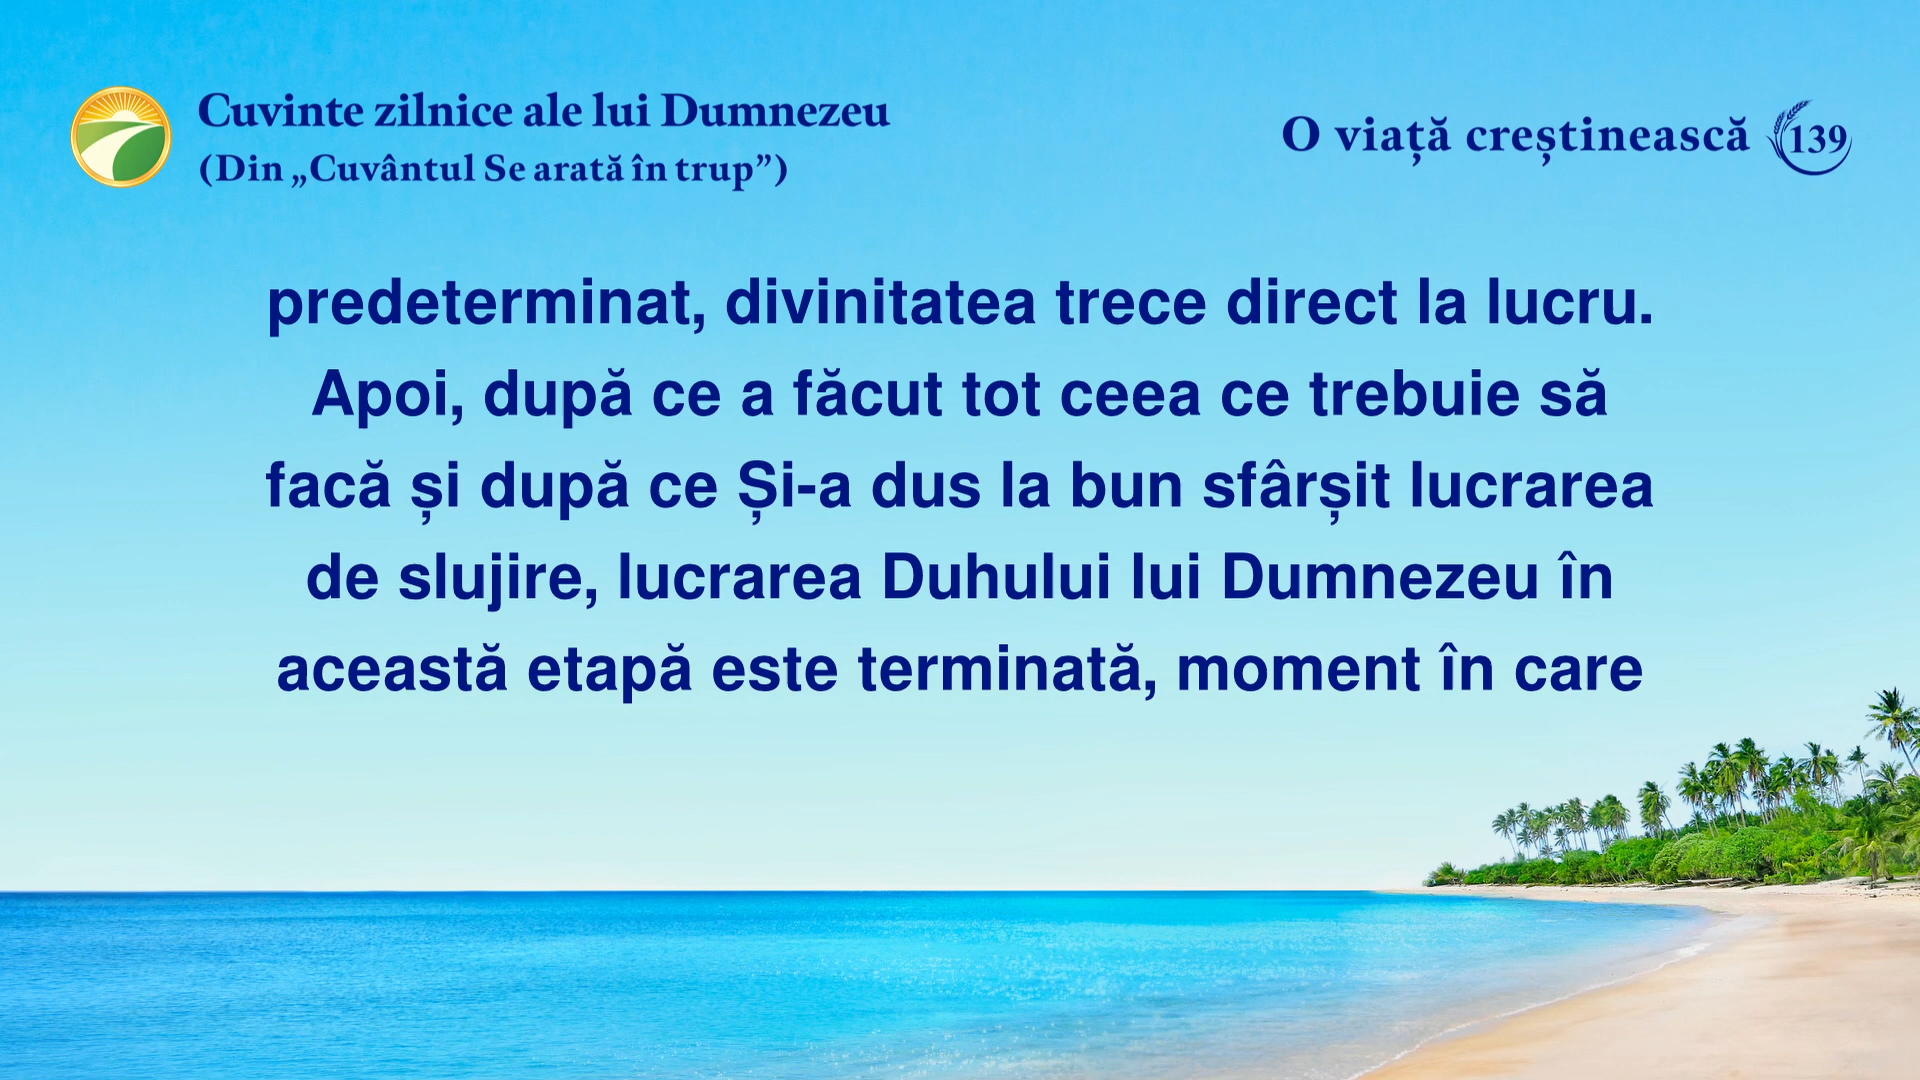 Cuvinte zilnice ale lui Dumnezeu
(Din „Cuvântul Se arată în trup”)
O viață creștinească 139
predeterminat, divinitatea trece direct la lucru.
Apoi, după ce a făcut tot ceea ce trebuie să
facă și după ce Și-a dus la bun sfârșit lucrarea
de slujire, lucrarea Duhului lui Dumnezeu în
această etapă este terminată, moment în care